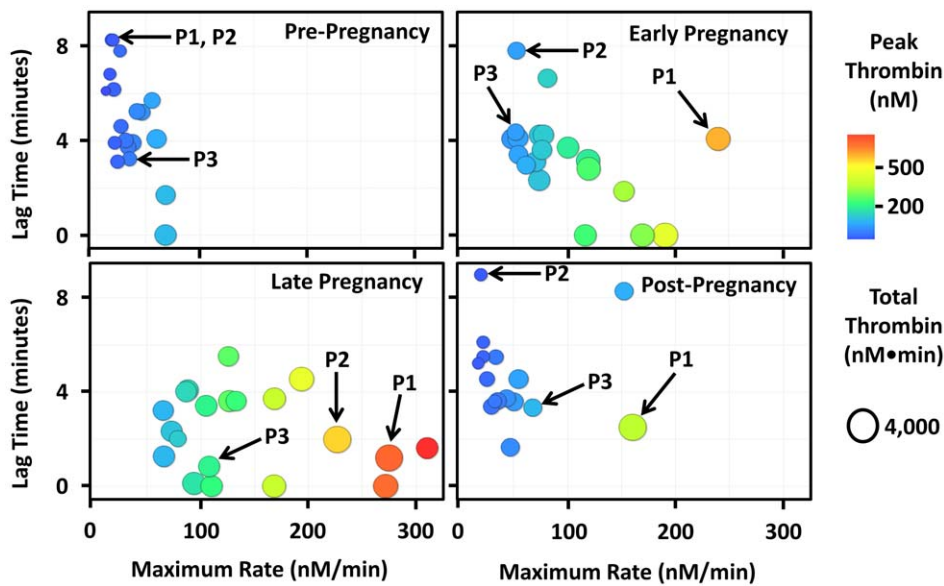 Pre-Pregnancy
P1, P2
P3
Early Pregnancy
P2
P3
P1
Late Pregnancy
P2
P1
P3
Post-Pregnancy
P2
P1
P3
Lag Time (minutes)
8
4
0
Lag Time (minutes)
8
4
0
0
100
200
300
0
100
200
300
Maximum Rate (nM/min)
Maximum Rate (nM/min)
Peak
Thrombin
(nM)
500
200
Total
Thrombin
(nM•min)
4,000